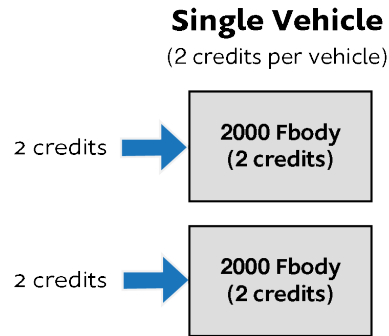 Single Vehicle
(2 credits per vehicle)
2 credits
2000 Fbody
(2 credits)
2 credits
2000 Fbody
(2 credits)